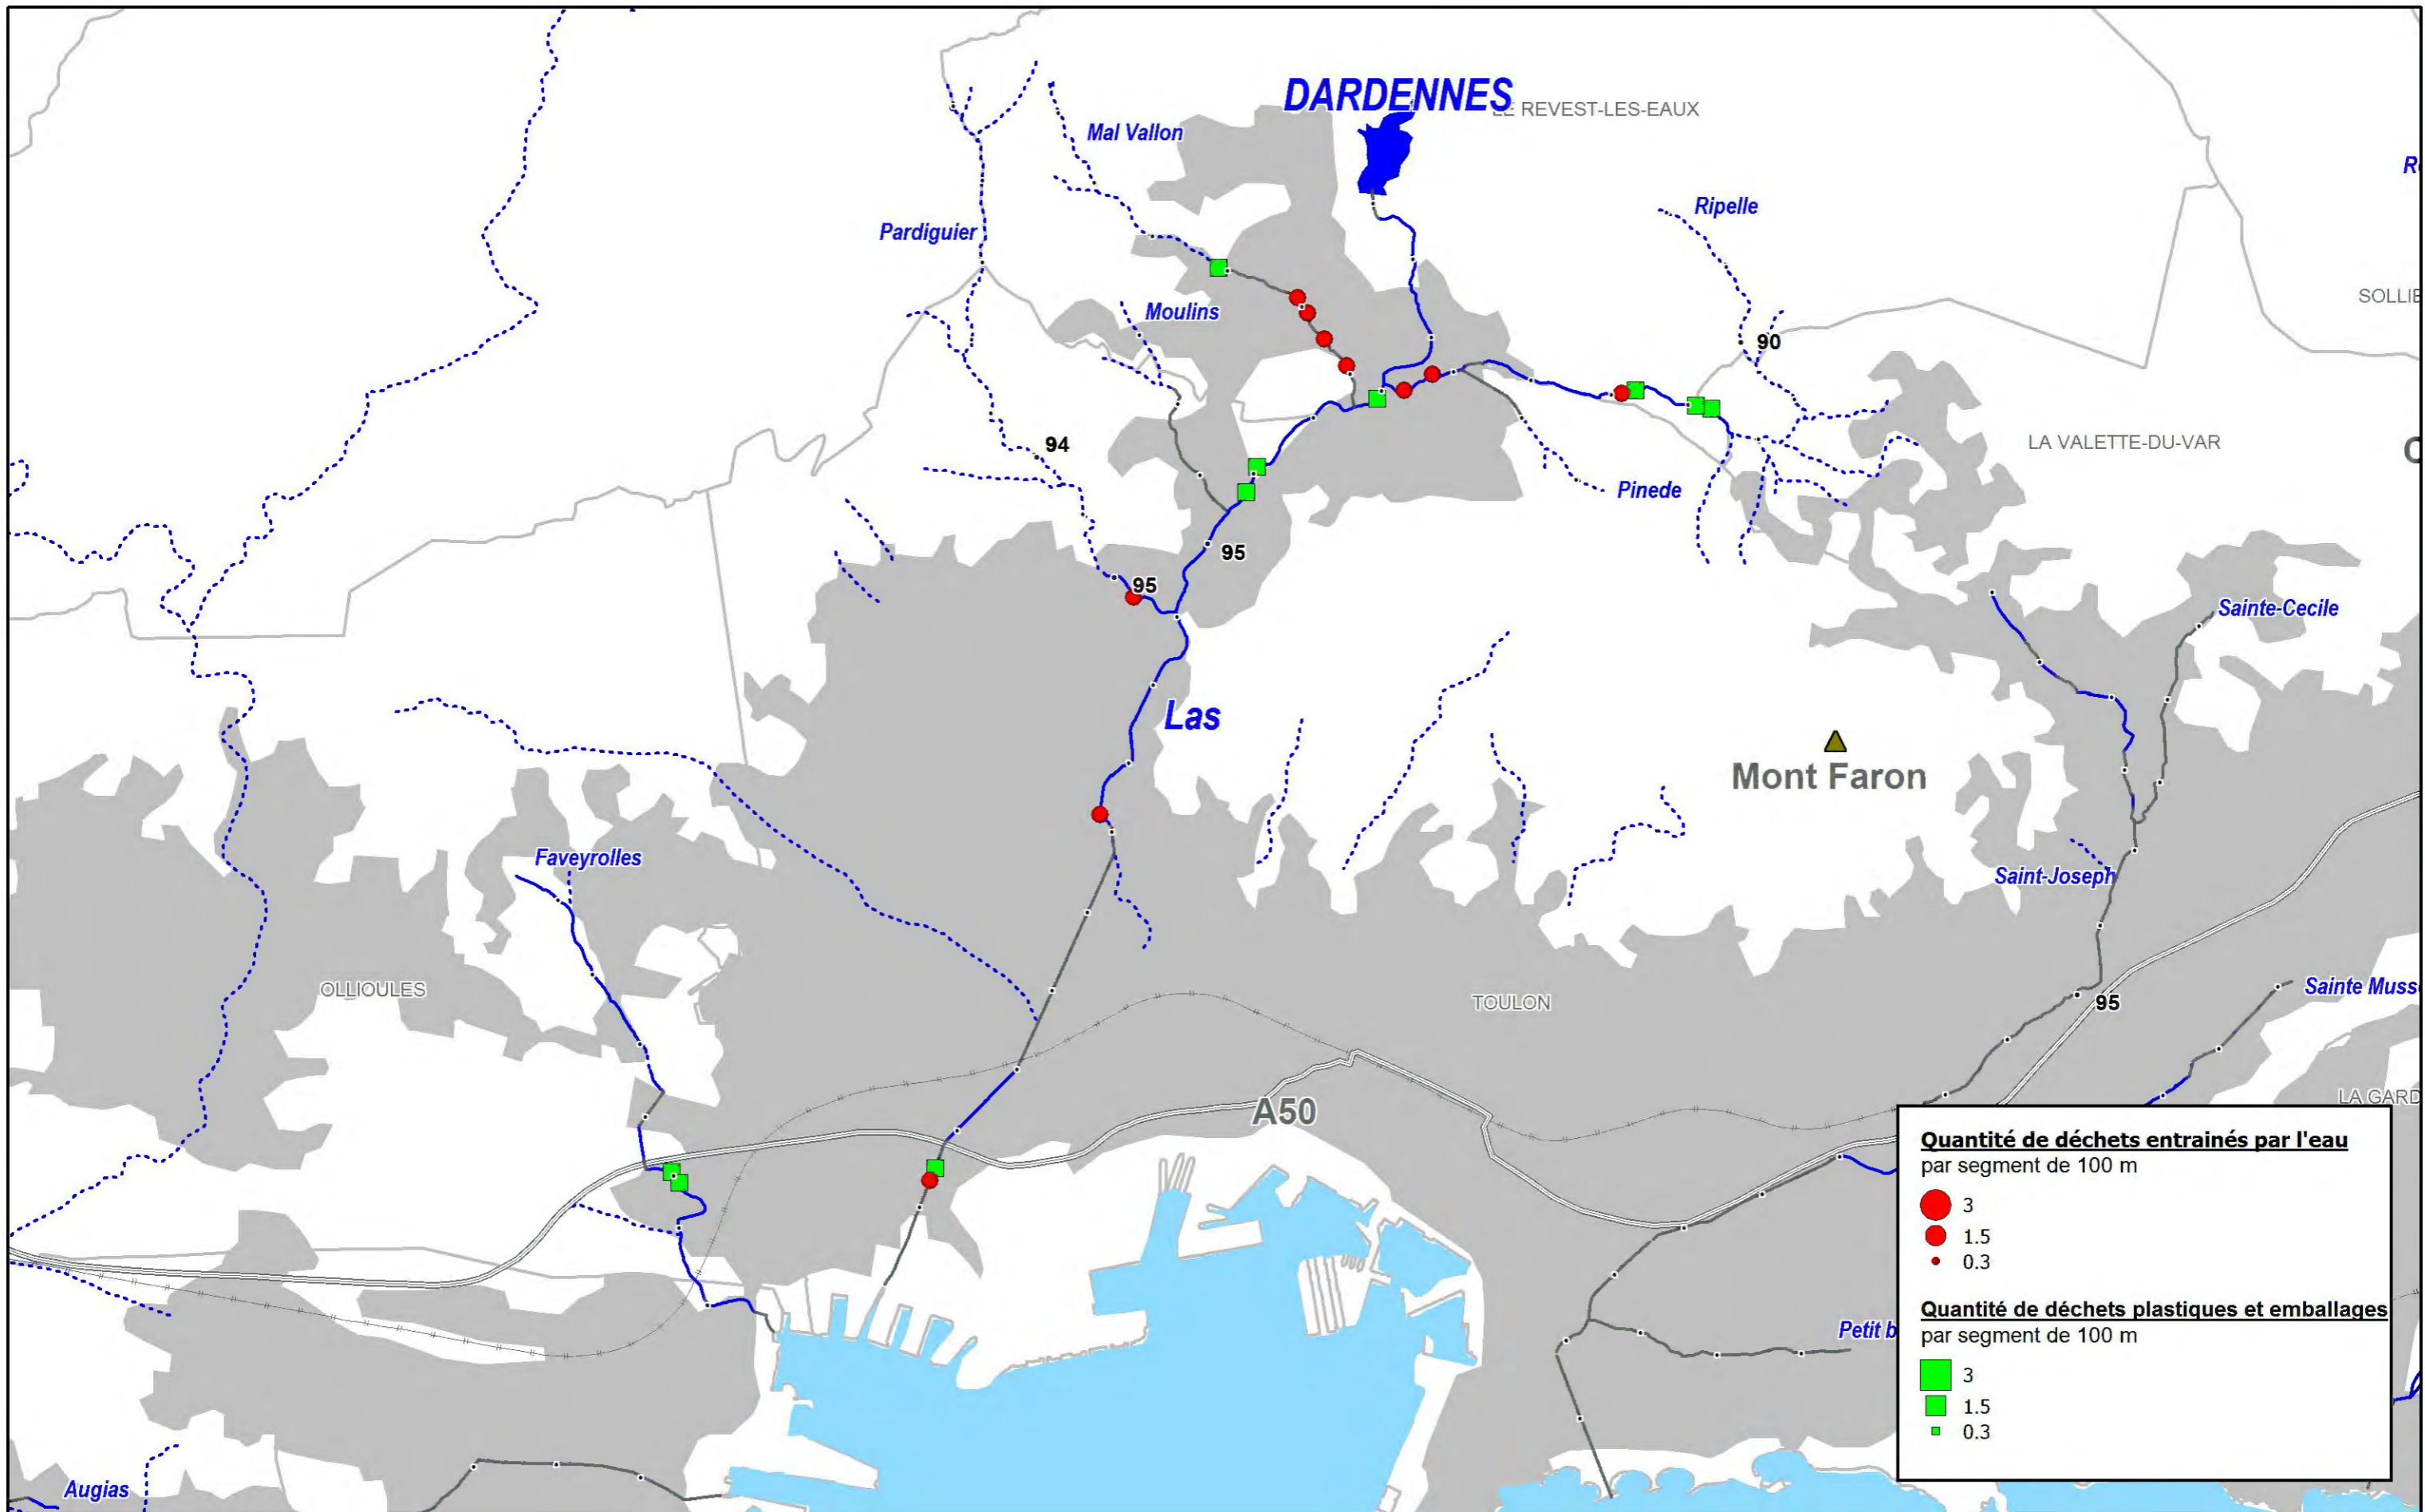 DARDENNES
LE REVEST-LES-EAUX
Mal Vallon
Ripelle
Pardiguier
SOLLIE
Moulins
90
LA VALETTE-DU-VAR
94
Pinede
95
95
Sainte-Cecile
Las
Mont Faron
Faveyrolles
Saint-Joseph
OLLIOULES
TOULON
Sainte Muss
95
LA GARD
A50
Quantité de déchets entrainés par l'eau
par segment de 100 m
3
1.5
0.3
Quantité de déchets plastiques et emballages
par segment de 100 m
3
1.5
0.3
Petit b
Augias